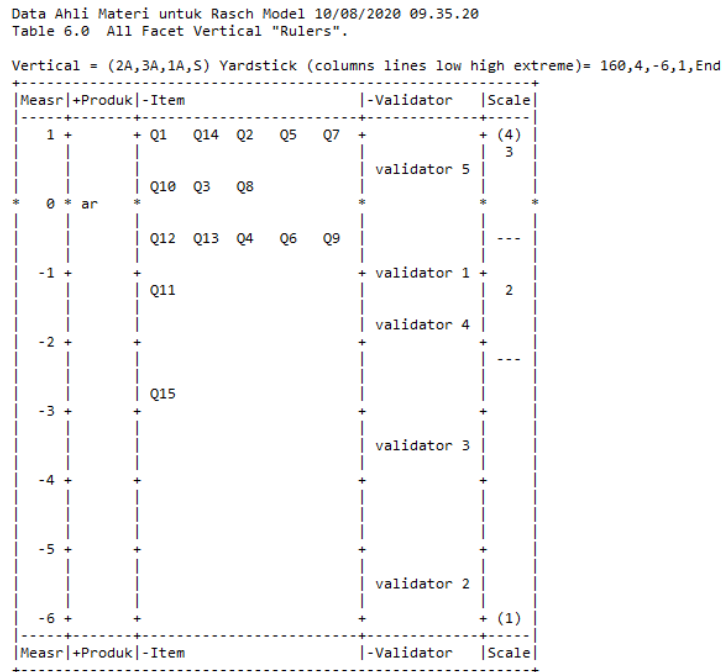 Data Ahli Materi untuk Rasch Model 10/08/2020 09.35.20
Table 6.0  All Facet Vertical "Rulers".

Vertical = (2A,3A,1A,S) Yardstick (columns lines low high extreme)= 160,4,-6,1,End
+-----------------------------------------------------------+
|Measr|+Produk|-Item                    |-Validator   |Scale|
|-----+-------+-------------------------+-------------+-----|
|   1 +       + Q1   Q14  Q2   Q5   Q7  +             + (4) |
|     |       |                         |             |  3  |
|     |       |                         | validator 5 |     |
|     |       | Q10  Q3   Q8            |             |     |
*   0 * ar    *                         *             *     *
|     |       |                         |             |     |
|     |       | Q12  Q13  Q4   Q6   Q9  |             | --- |
|     |       |                         |             |     |
|  -1 +       +                         + validator 1 +     |
|     |       | Q11                     |             |  2  |
|     |       |                         |             |     |
|     |       |                         | validator 4 |     |
|  -2 +       +                         +             +     |
|     |       |                         |             | --- |
|     |       |                         |             |     |
|     |       | Q15                     |             |     |
|  -3 +       +                         +             +     |
|     |       |                         |             |     |
|     |       |                         | validator 3 |     |
|     |       |                         |             |     |
|  -4 +       +                         +             +     |
|     |       |                         |             |     |
|     |       |                         |             |     |
|     |       |                         |             |     |
|  -5 +       +                         +             +     |
|     |       |                         |             |     |
|     |       |                         | validator 2 |     |
|     |       |                         |             |     |
|  -6 +       +                         +             + (1) |
|-----+-------+-------------------------+-------------+-----|
|Measr|+Produk|-Item                    |-Validator   |Scale|
+-----------------------------------------------------------+